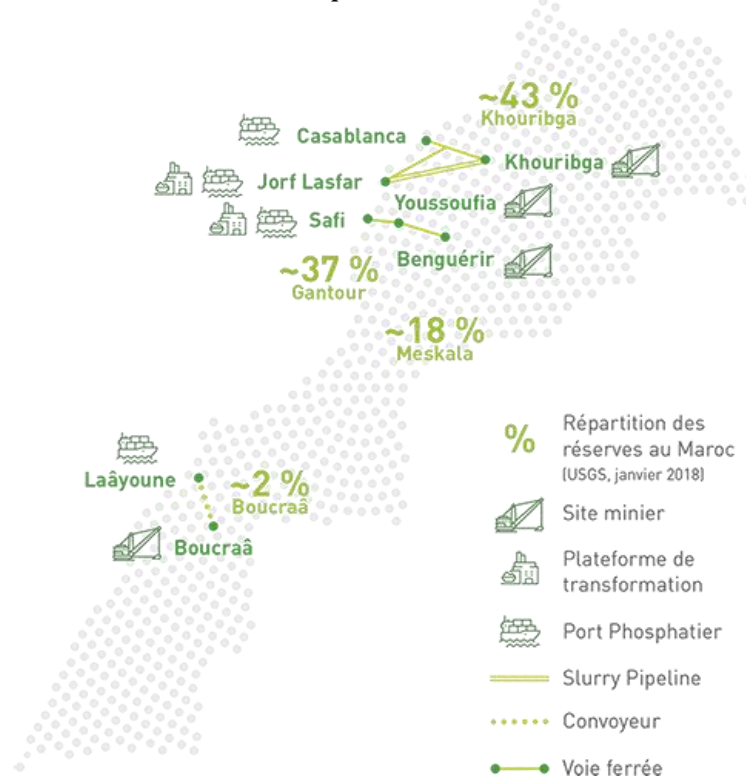 ~43 %
Khouribga
Casablanca
Khouribga
Jorf Lasfar
Youssoufia
Safi
Benguérir
~37 %
Gantour
~18 %
Meskala
Laâyoune
~2 %
Boucraâ
Boucraâ
%
Répartition des
réserves au Maroc
(USGS, janvier 2018)
Site minier
Plateforme de
transformation
Port Phosphatier
Slurry Pipeline
Convoyeur
Voie ferrée